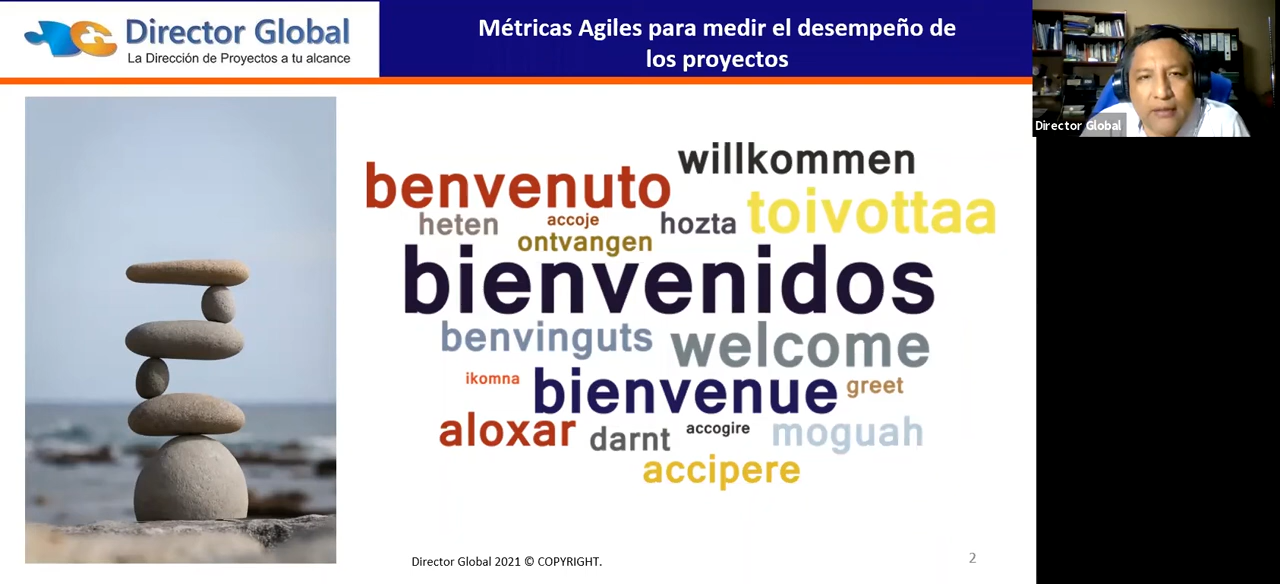 Director Global
La Dirección de Proyectos a tu alcance
Métricas Agiles para medir el desempeño de
los proyectos
Director Global
willkommen
benvenuto
toivottaa
heten
accoje
hozta
ontvangen
bienvenidos
benvinguts
welcome
ikomna
bienvenue
greet
aloxar
darnt
accogire
moguah
accipere
Director Global 2021 © COPYRIGHT.
2